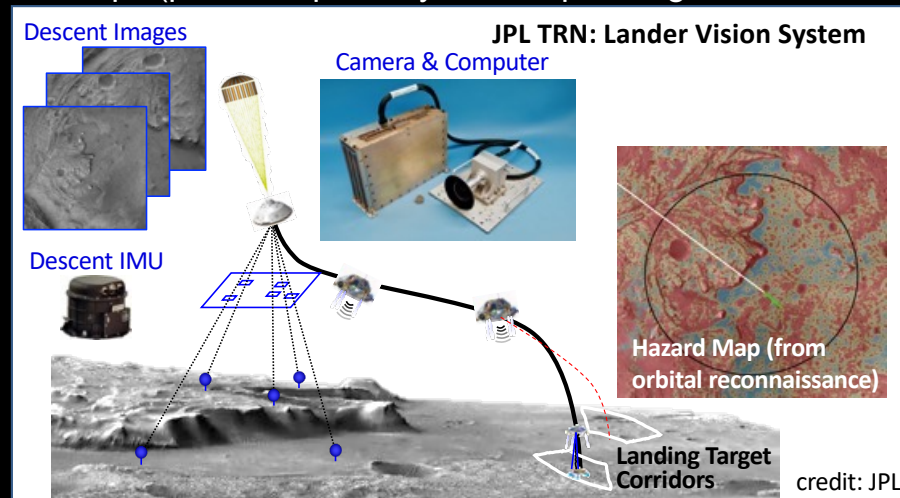 Descent Images
JPL TRN: Lander Vision System
Camera & Computer
Descent IMU
Hazard Map (from
orbital reconnaissance)
Landing Target
Corridors
credit: JPL